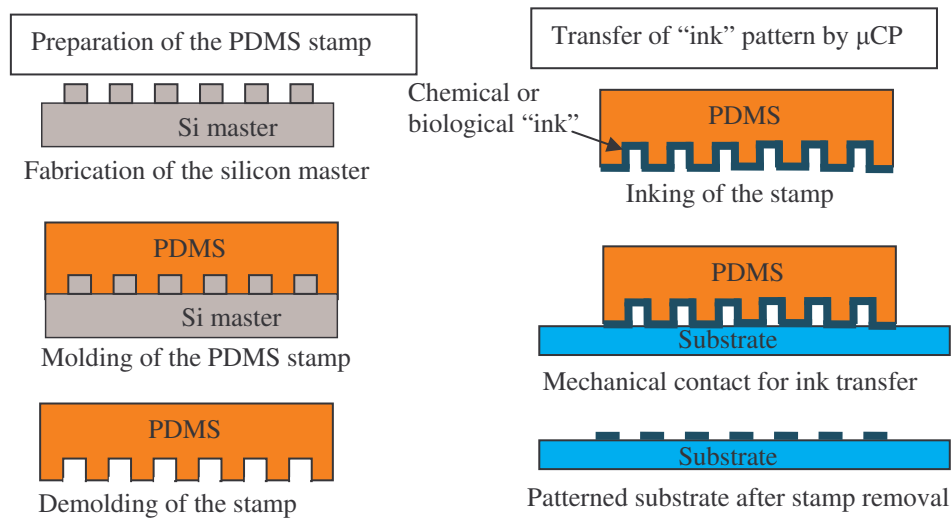 Preparation of the PDMS stamp
Si master
Fabrication of the silicon master
PDMS
Si master
Molding of the PDMS stamp
PDMS
Demolding of the stamp
Transfer of “ink” pattern by μCP
Chemical or
biological “ink”
PDMS
Inking of the stamp
PDMS
Substrate
Mechanical contact for ink transfer
Substrate
Patterned substrate after stamp removal